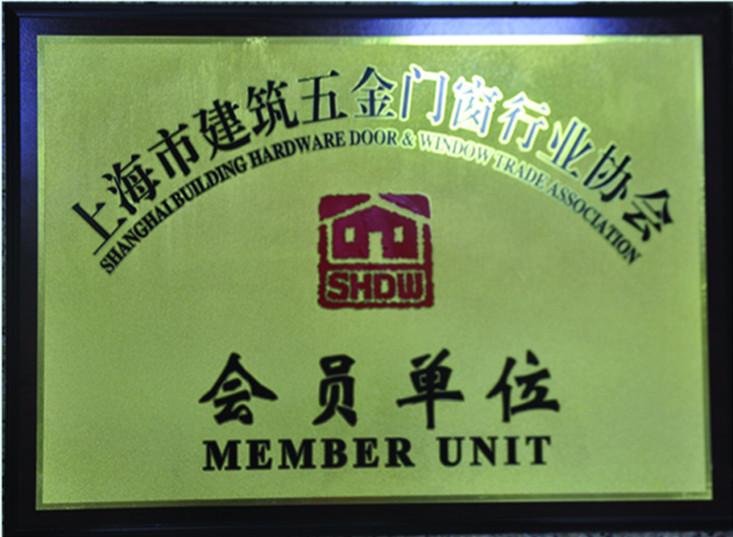 上海市建筑五金门窗行业协会
SHANGHAI BUILDING HARDWARE DOOR & WINDOW TRADE ASSOCIATION
SHDW
会员单位
MEMBER UNIT